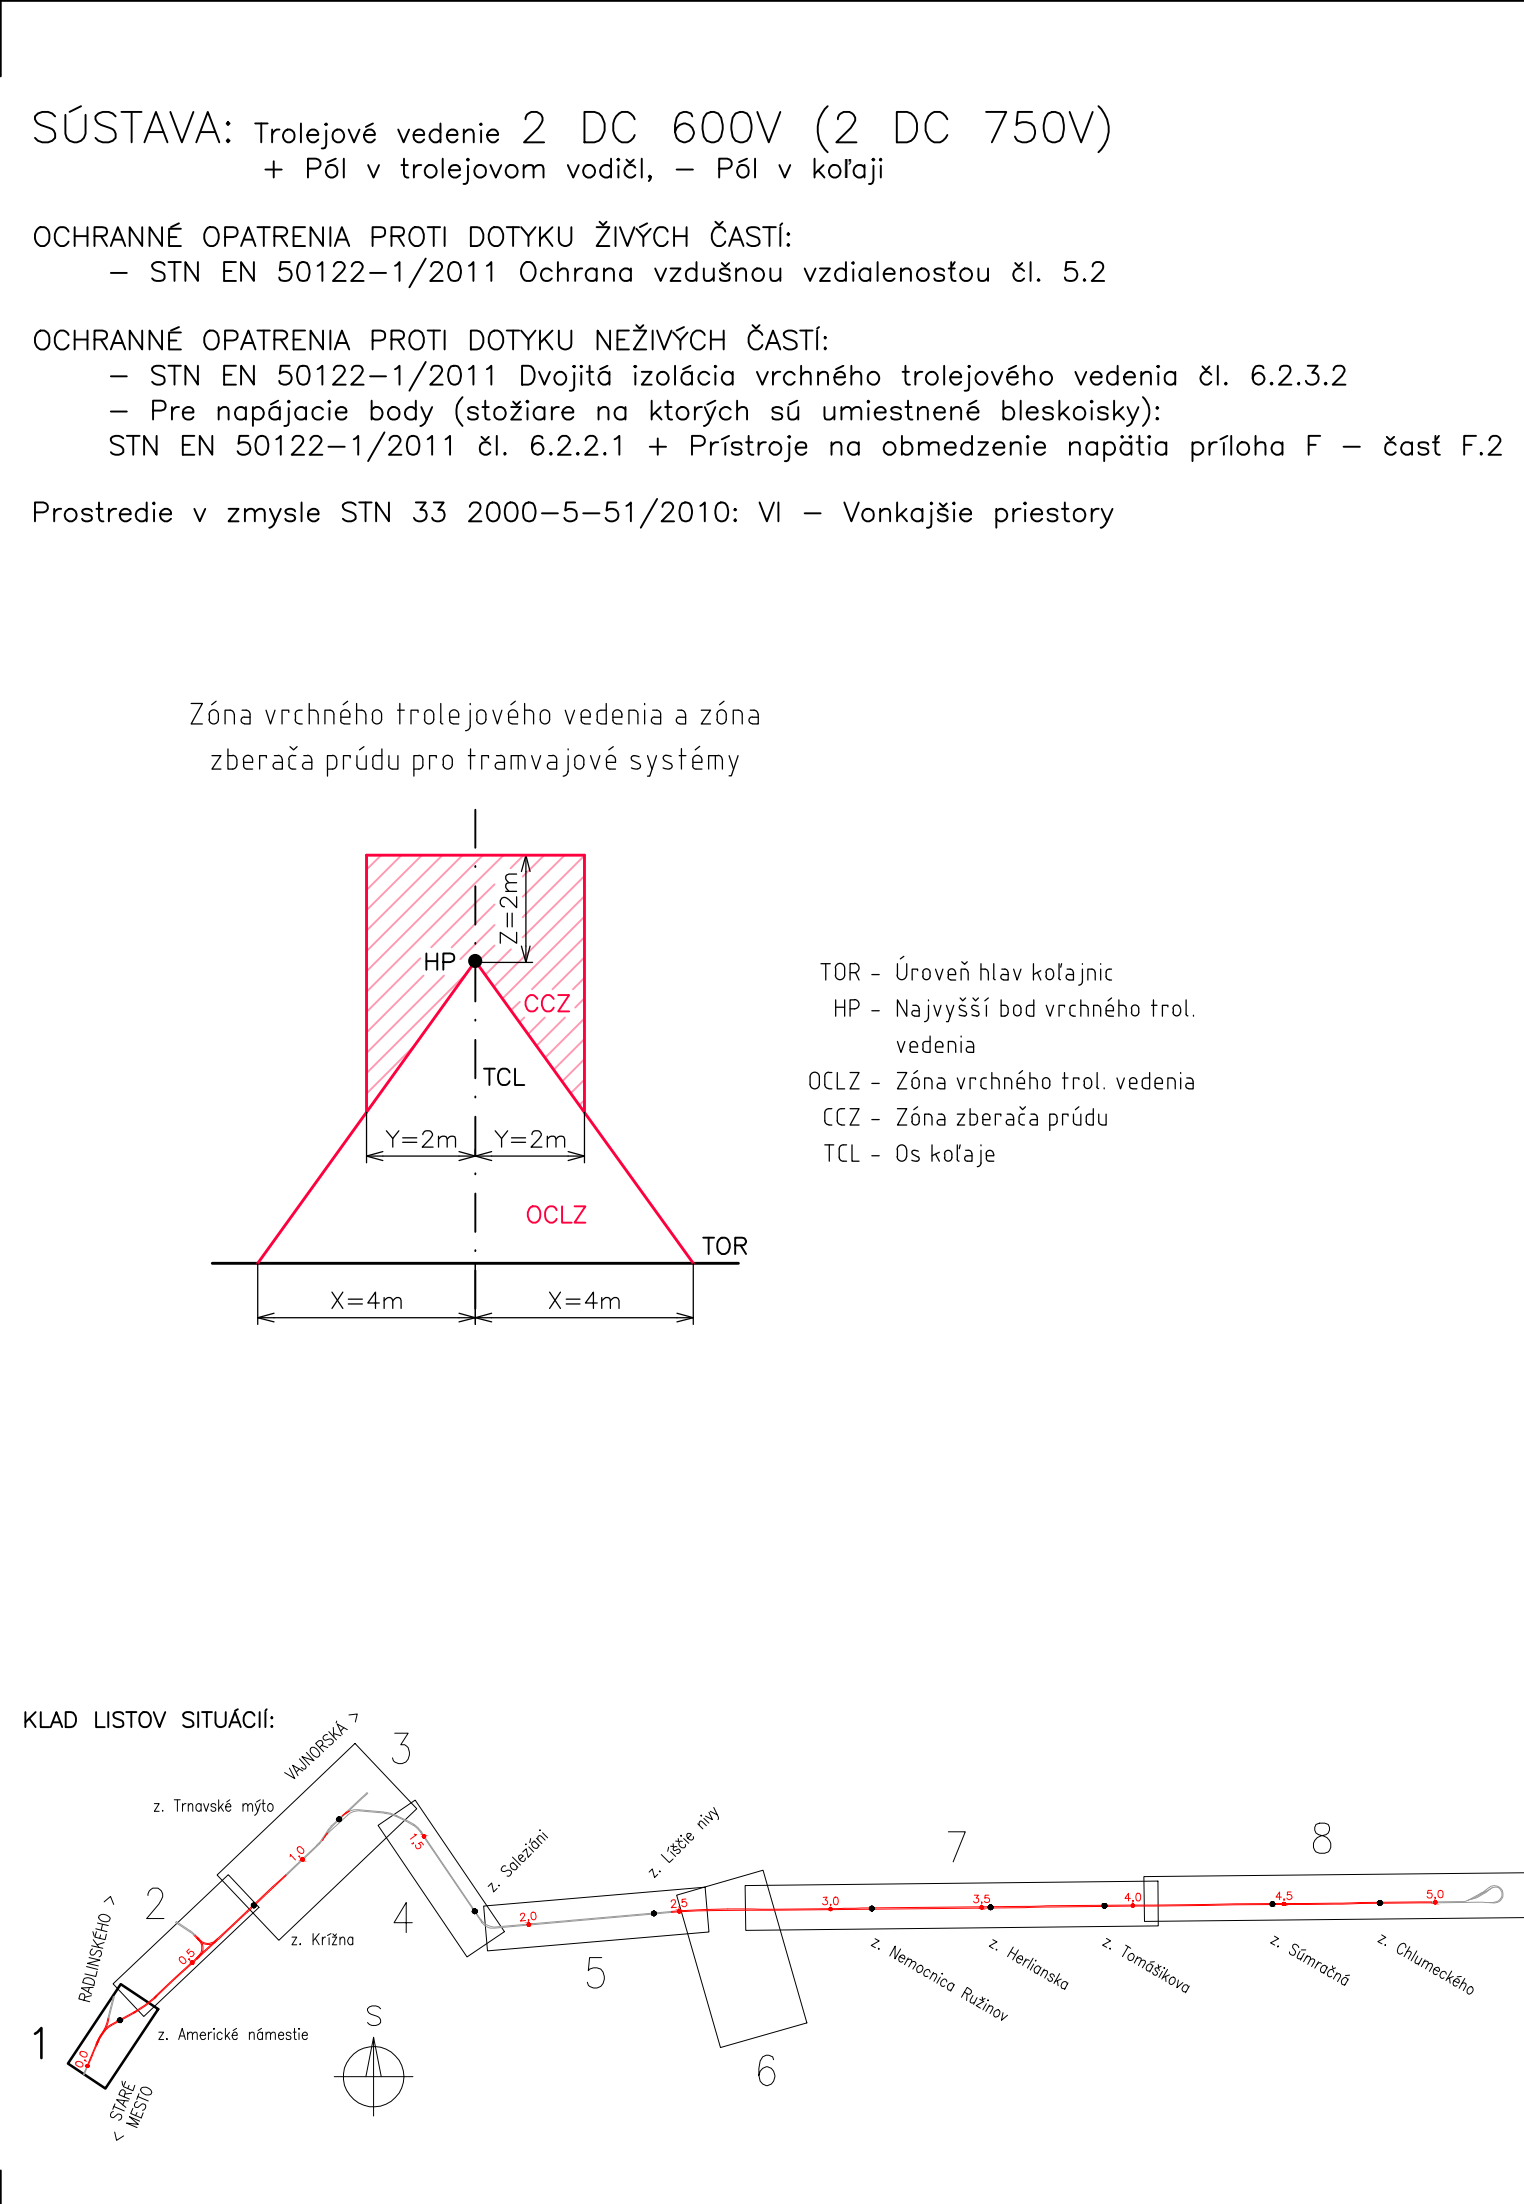 SÚSTAVA: Trolejové vedenie 2 DC 600V (2 DC 750V)
+ Pól v trolejovom vodičl, – Pól v koľaji
OCHRANNÉ OPATRENIA PROTI DOTYKU ŽIVÝCH ČASTÍ:
– STN EN 50122–1/2011 Ochrana vzdušnou vzdialenosťou čl. 5.2
OCHRANNÉ OPATRENIA PROTI DOTYKU NEŽIVÝCH ČASTÍ:
– STN EN 50122–1/2011 Dvojitá izolácia vrchného trolejového vedenia čl. 6.2.3.2
– Pre napájacie body (stožiare na ktorých sú umiestnené bleskoisky):
STN EN 50122–1/2011 čl. 6.2.2.1 + Prístroje na obmedzenie napätia príloha F – časť F.2
Prostredie v zmysle STN 33 2000–5–51/2010: VI – Vonkajšie priestory
Zóna vrchného trolejového vedenia a zóna
zberača prúdu pro tramvajové systémy
Z=2m
HP
CCZ
TCL
Y=2m Y=2m
OCLZ
TOR
X=4m X=4m
TOR - Úroveň hlav koľajnic
HP - Najvyšší bod vrchného trol.
vedenia
OCLZ - Zóna vrchného trol. vedenia
CCZ - Zóna zberača prúdu
TCL - Os koľaje
KLAD LISTOV SITUÁCIÍ:
VAJNORSKÁ >
3
z. Trnavské mýto
1,0
1,5
z. Saleziáni
z. Líščie nivy
7
8
2
RADLINSKÉHO >
0,5
z. Krížna
4
2,0
2,5
3,0
3,5
4,0
4,5
5,0
5
z. Nemocnica Ružinov
z. Herlianska
z. Tomášikova
z. Súmračná
z. Chlumeckého
1
0,0
z. Americké námestie
S
6
< STARÉ
MESTO